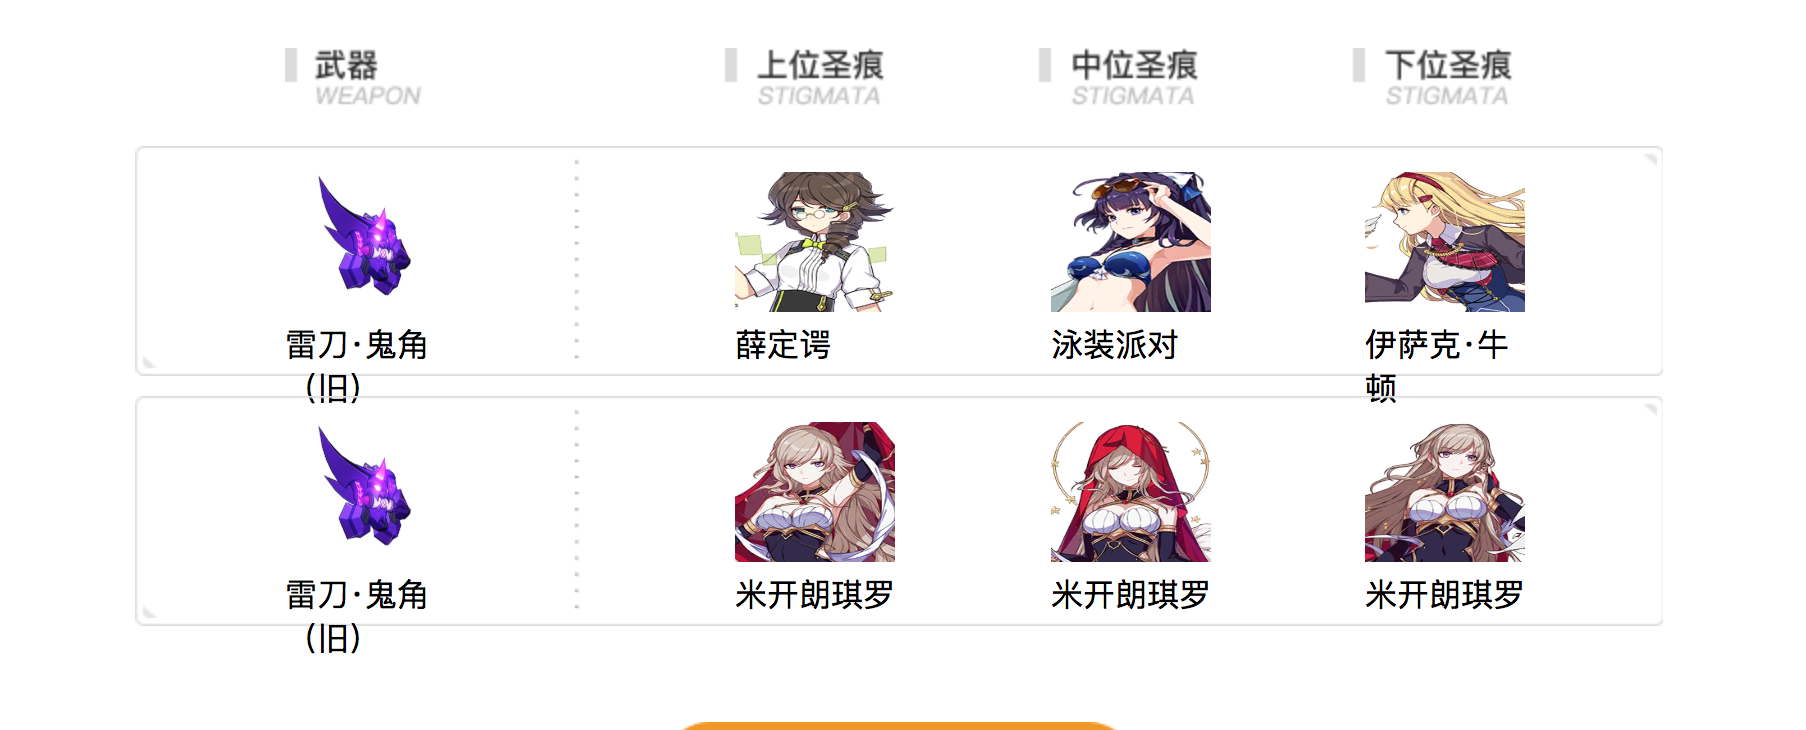 武器
WEAPON
上位圣痕
STIGMATA
中位圣痕
STIGMATA
下位圣痕
STIGMATA
雷刀·鬼角
（旧）
薛定谔
泳装派对
伊萨克·牛
顿
雷刀·鬼角
（旧）
米开朗琪罗
米开朗琪罗
米开朗琪罗